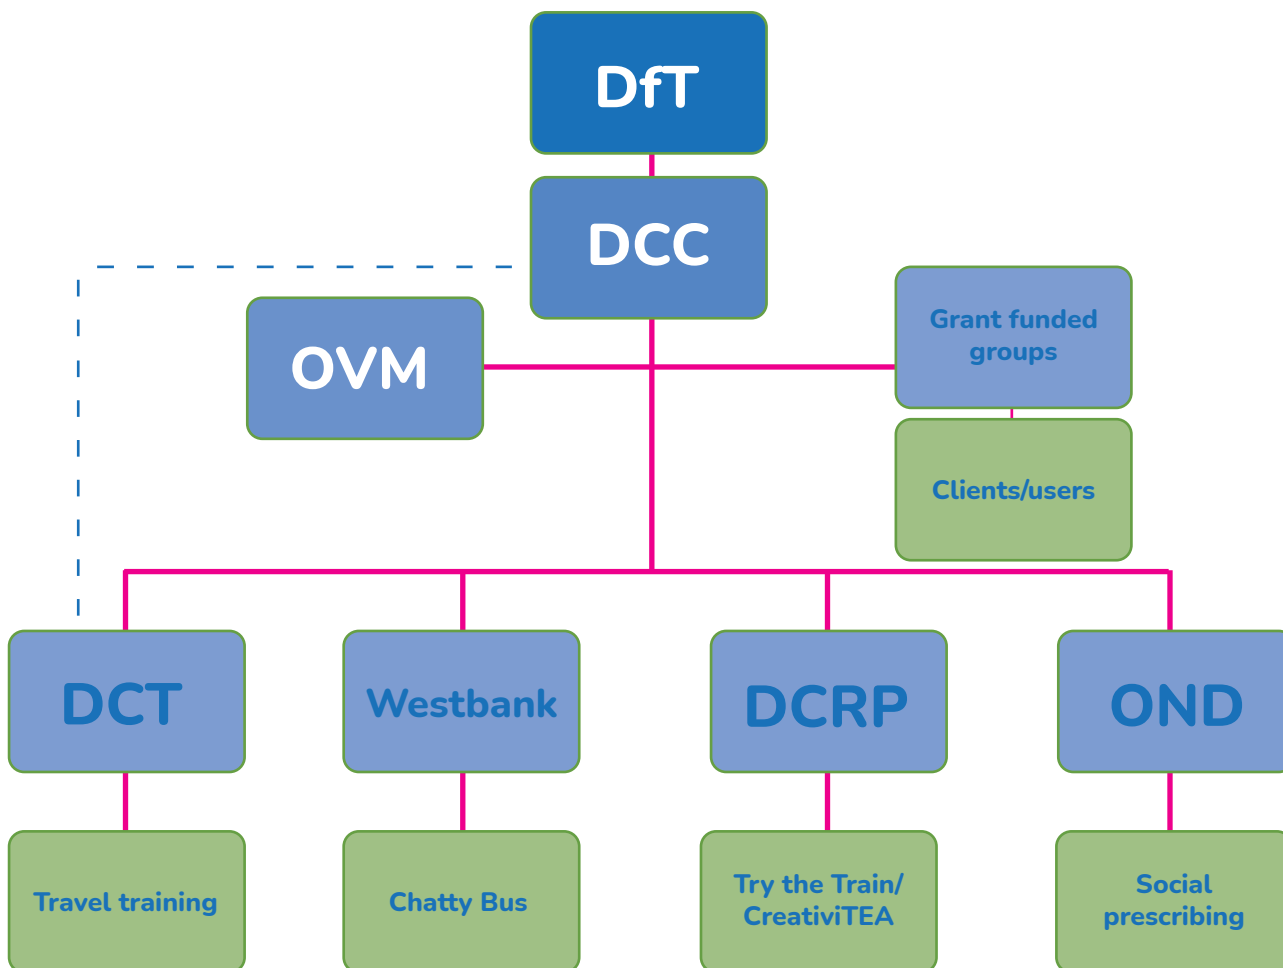 DfT
DCC
OVM
Grant funded
groups
Clients/users
DCT
Westbank
DCRP
OND
Travel training
Chatty Bus
Try the Train/
CreativiTEA
Social
prescribing